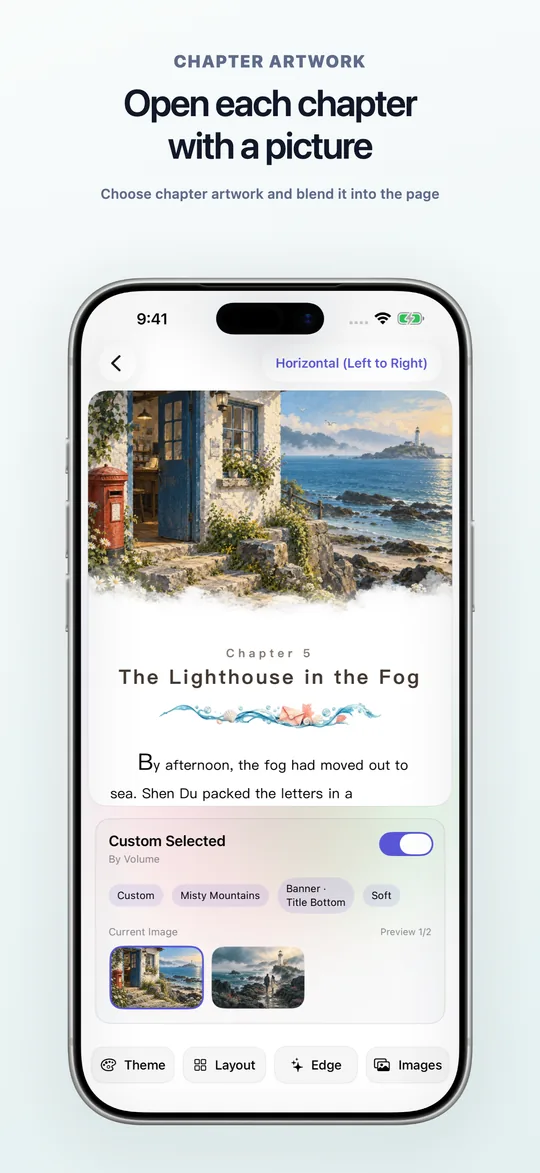 CHAPTER ARTWORK
Open each chapter
with a picture
Choose chapter artwork and blend it into the page
9:41
Horizontal (Left to Right)
Chapter 5
The Lighthouse in the Fog
By afternoon, the fog had moved out to
sea. Shen Du packed the letters in a
Custom Selected
By Volume
Custom
Misty Mountains
Banner ·
Title Bottom
Soft
Current Image
Preview 1/2
Theme
Layout
Edge
Images